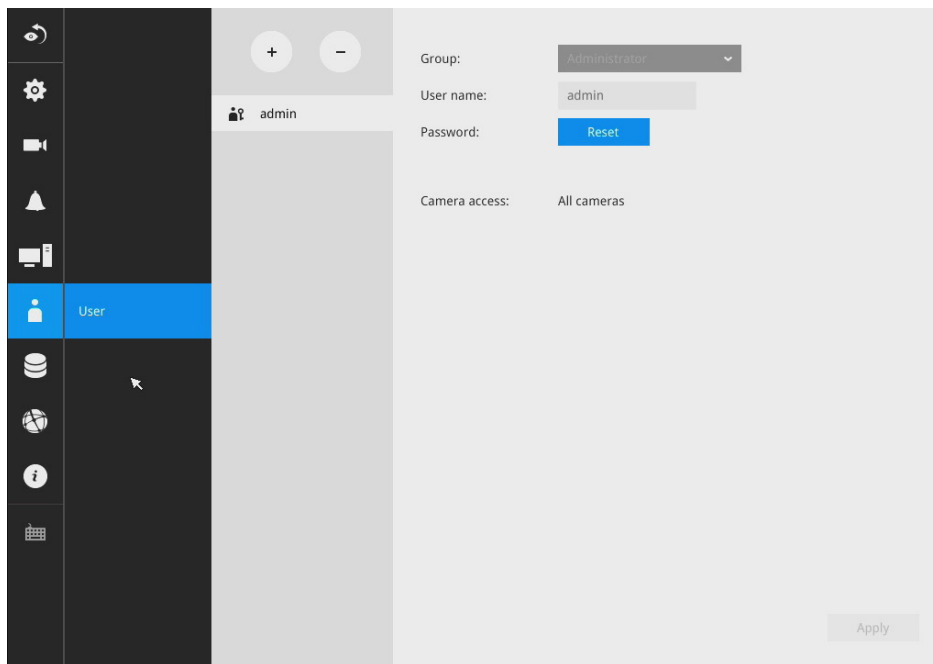 + −
Group: Administrator
User name: admin
admin
Password: Reset
Camera access: All cameras
User
i
Apply